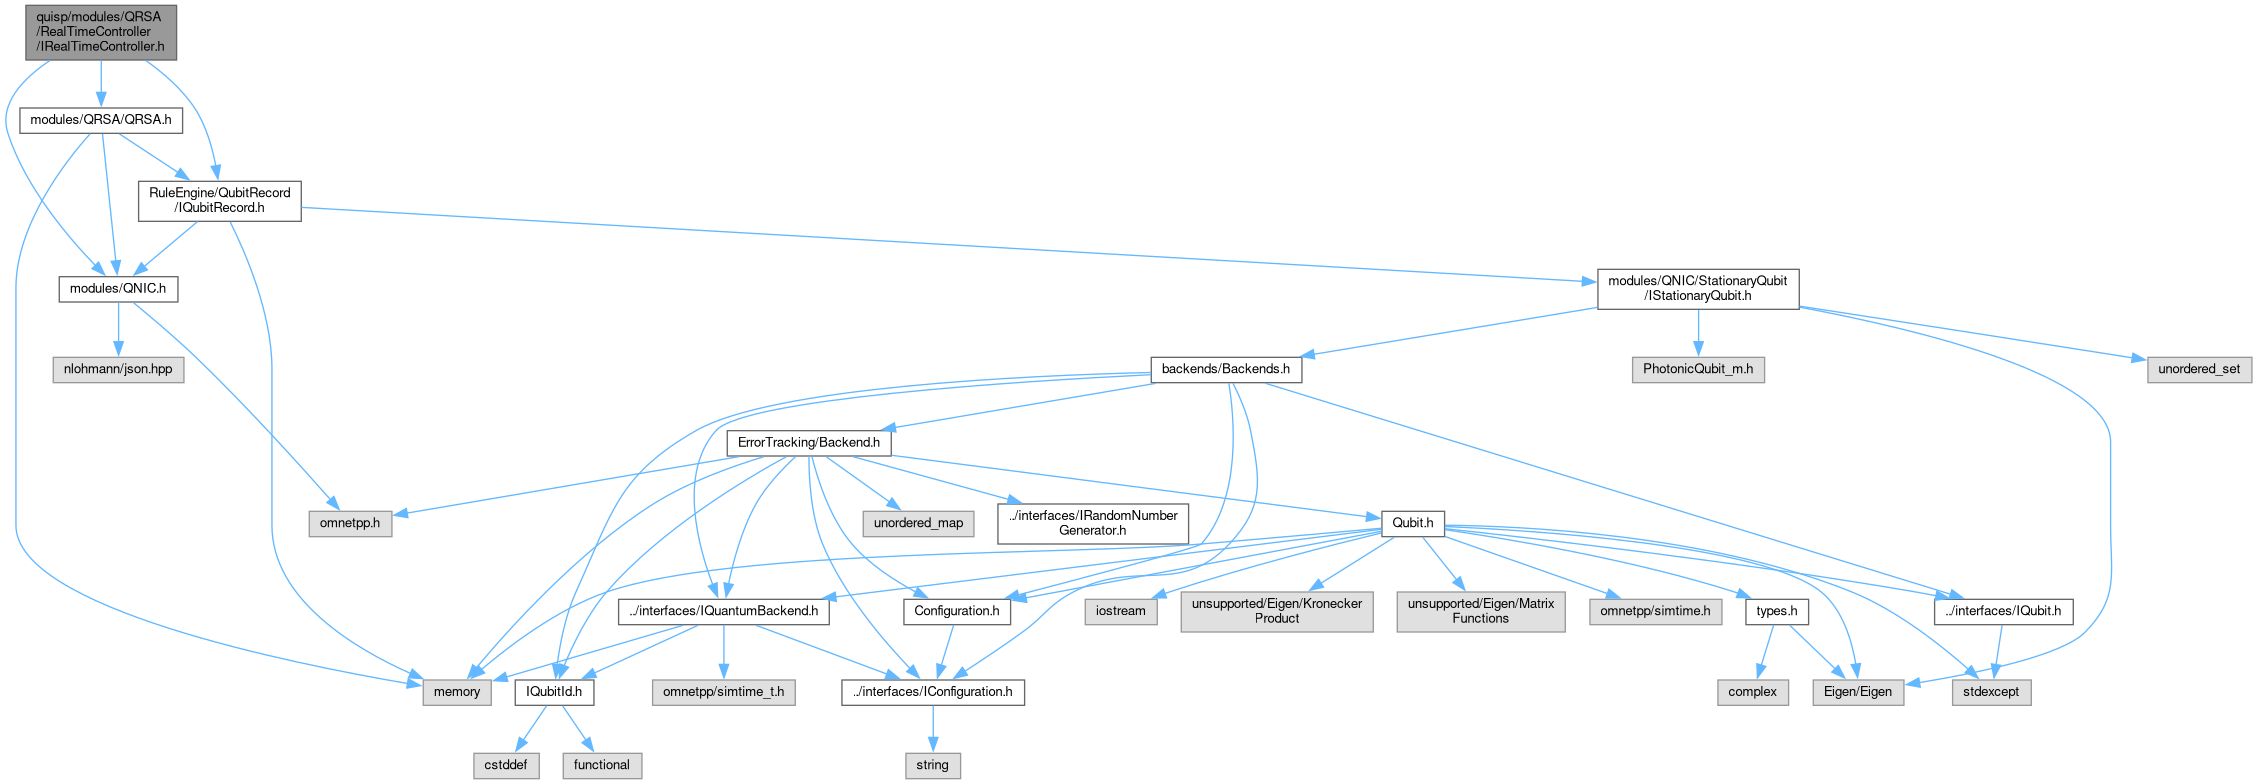 quisp/modules/QRSA
/RealTimeController
/IRealTimeController.h
modules/QRSA/QRSA.h
RuleEngine/QubitRecord
/IQubitRecord.h
modules/QNIC.h
modules/QNIC/StationaryQubit
/IStationaryQubit.h
nlohmann/json.hpp
backends/Backends.h
PhotonicQubit_m.h
unordered_set
ErrorTracking/Backend.h
omnetpp.h
unordered_map
../interfaces/IRandomNumber
Generator.h
Qubit.h
../interfaces/IQuantumBackend.h
Configuration.h
iostream
unsupported/Eigen/Kronecker
Product
unsupported/Eigen/Matrix
Functions
omnetpp/simtime.h
types.h
../interfaces/IQubit.h
memory
IQubitId.h
omnetpp/simtime_t.h
../interfaces/IConfiguration.h
complex
Eigen/Eigen
stdexcept
cstddef
functional
string